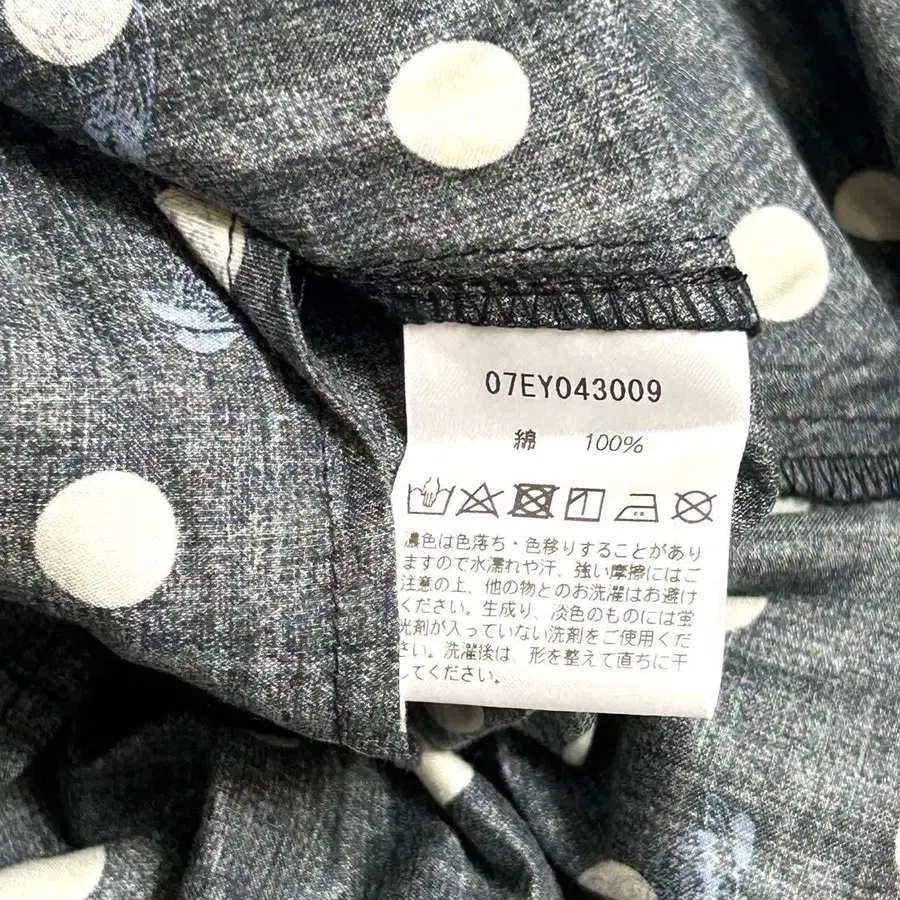 07EY043009
綿 100%
濃色は色落ち・色移りすることがあり
ますので水濡れや汗、強い摩擦にはご
注意の上、他の物とのお洗濯はお避け
ください。生成り、淡色のものには蛍
光剤が入っていない洗剤をご使用くだ
さい。洗濯後は、形を整えて直ちに干
してください。